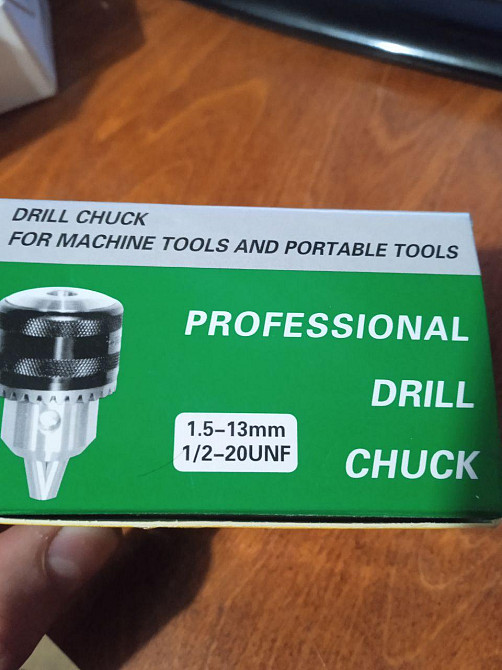 DRILL CHUCK
FOR MACHINE TOOLS AND PORTABLE TOOLS
PROFESSIONAL
DRILL
CHUCK
1.5–13mm
1/2–20UNF